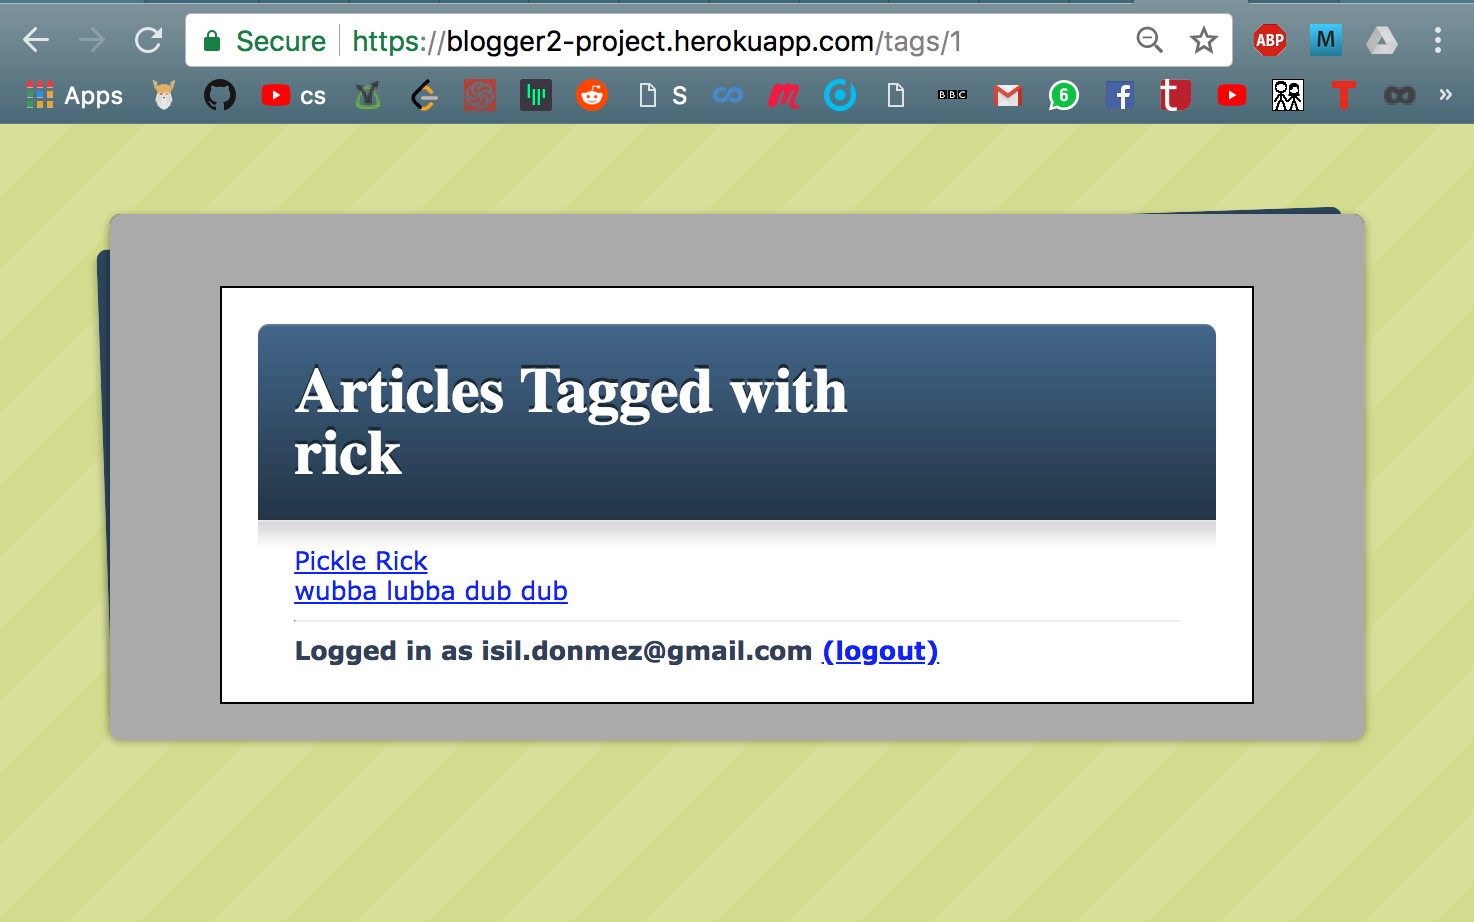 Secure https://blogger2-project.herokuapp.com/tags/1 ABP M
Apps cs S m BBC 6 f t T »
Articles Tagged with
rick
Pickle Rick
wubba lubba dub dub
Logged in as isil.donmez@gmail.com (logout)